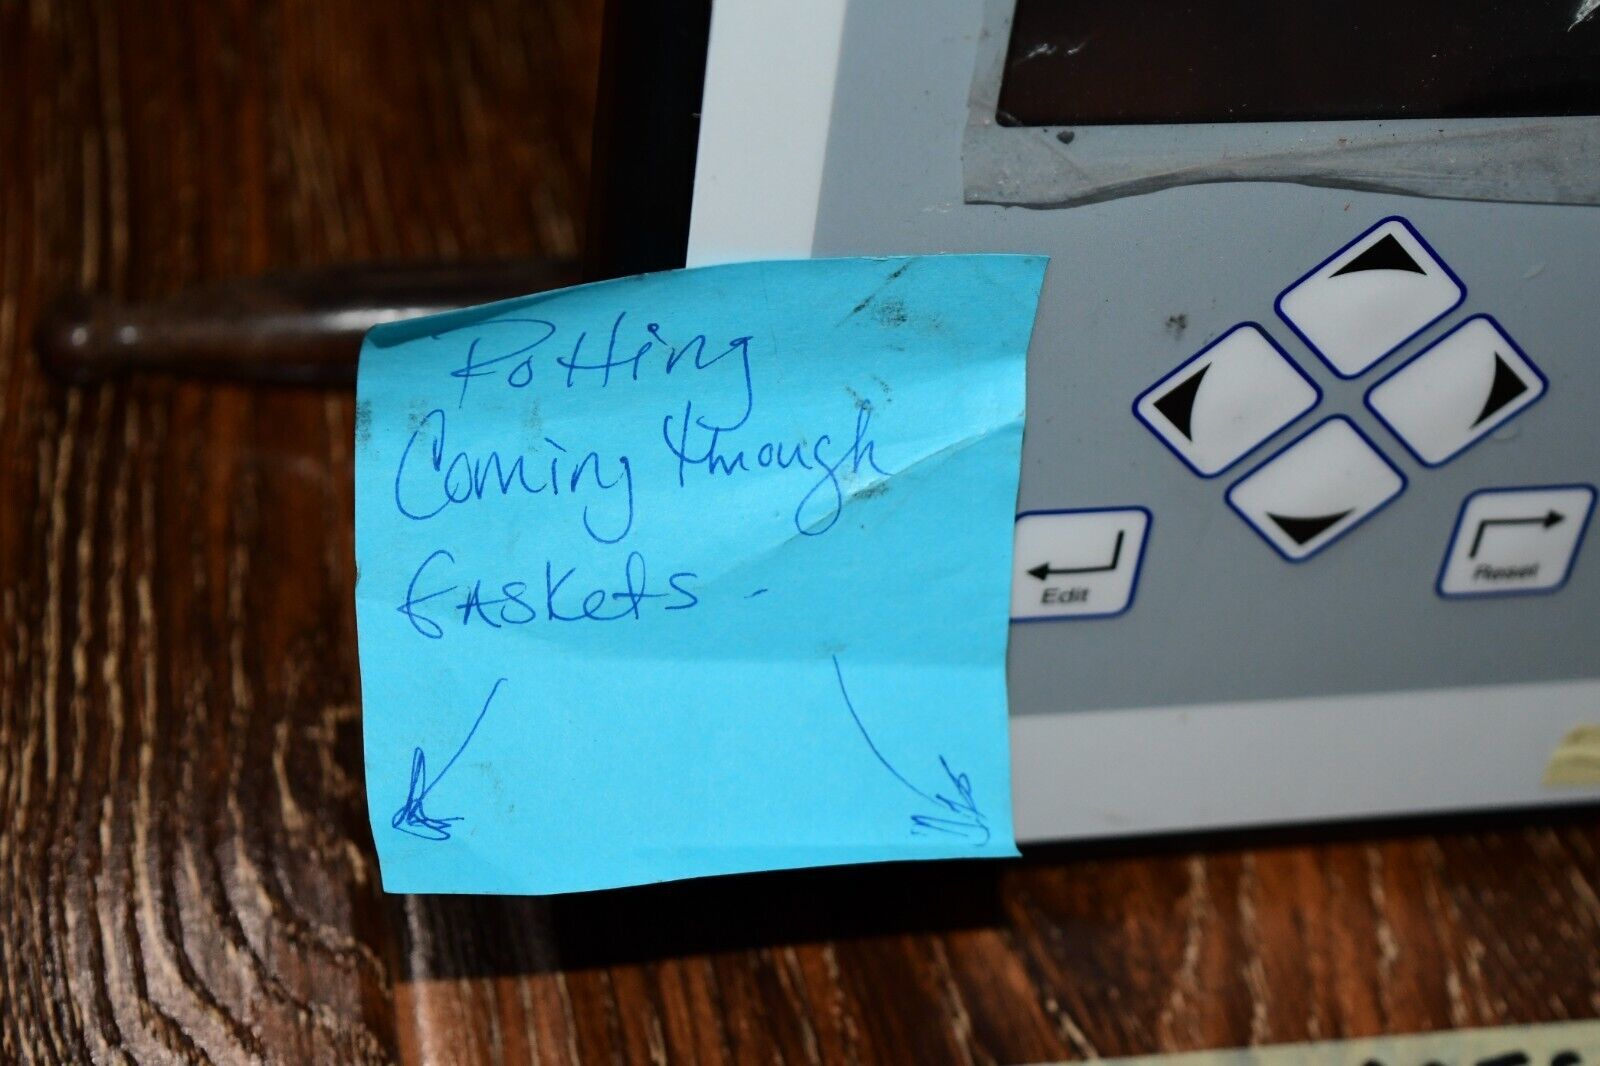 Potting
Coming through
Gaskets -
Edit
Reset